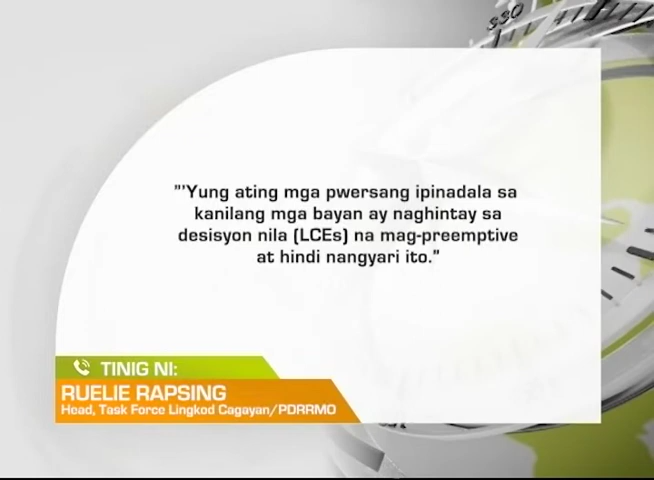 "'Yung ating mga pwersang ipinadala sa
kanilang mga bayan ay naghintay sa
desisyon nila (LCEs) na mag-preemptive
at hindi nangyari ito."
TINIG NI:
RUELIE RAPSING
Head, Task Force Lingkod Cagayan/PDRRMO